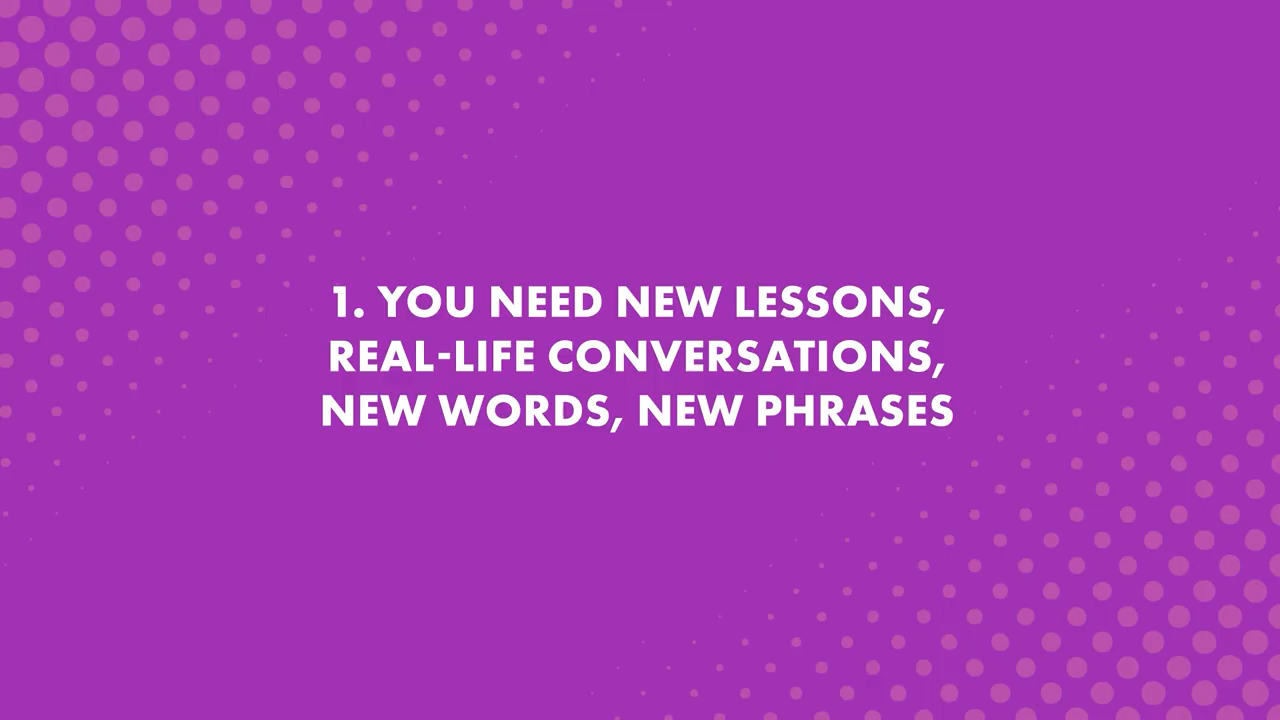 1. YOU NEED NEW LESSONS,
REAL-LIFE CONVERSATIONS,
NEW WORDS, NEW PHRASES